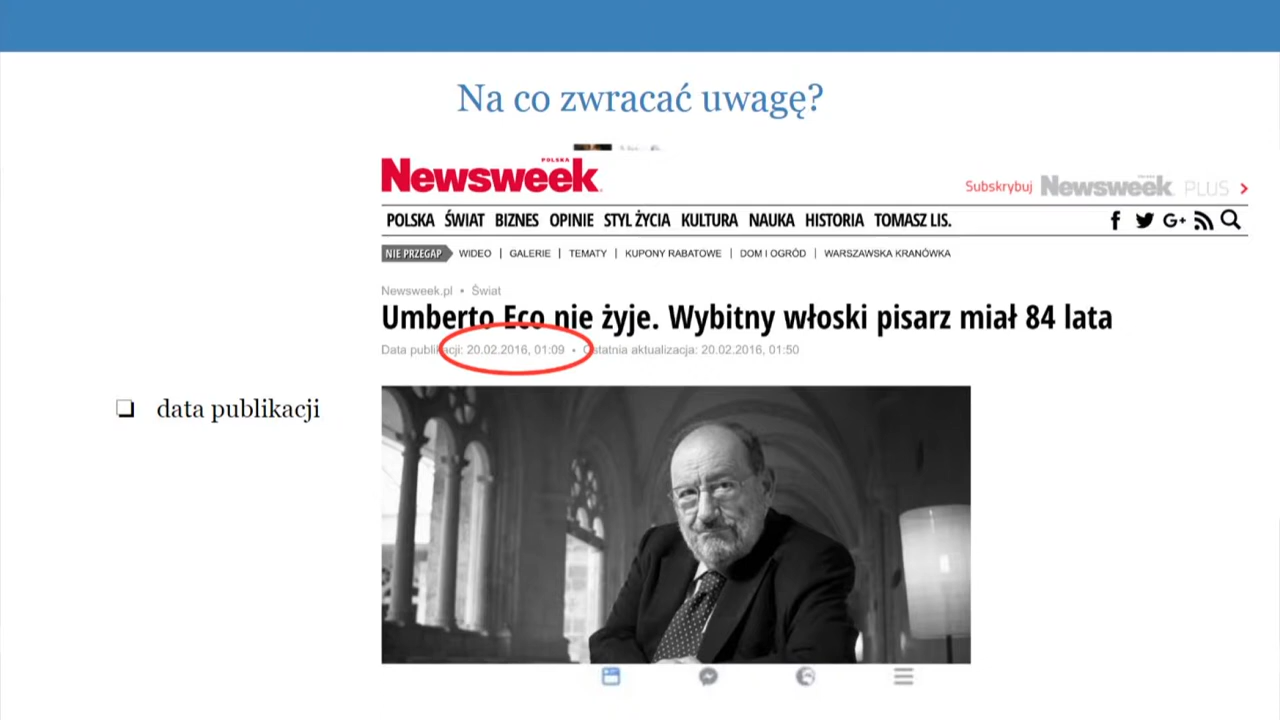 Na co zwracać uwagę?
POLSKA
Newsweek
Subskrybuj Newsweek PLUS
POLSKA ŚWIAT BIZNES OPINIE STYL ŻYCIA KULTURA NAUKA HISTORIA TOMASZ LIS.
NIE PRZEGAP WIDEO | GALERIE | TEMATY | KUPONY RABATOWE | DOM I OGRÓD | WARSZAWSKA KRANÓWKA
Newsweek.pl • Świat
Umberto Eco nie żyje. Wybitny włoski pisarz miał 84 lata
Data publikacji: 20.02.2016, 01:09 • Ostatnia aktualizacja: 20.02.2016, 01:50
data publikacji